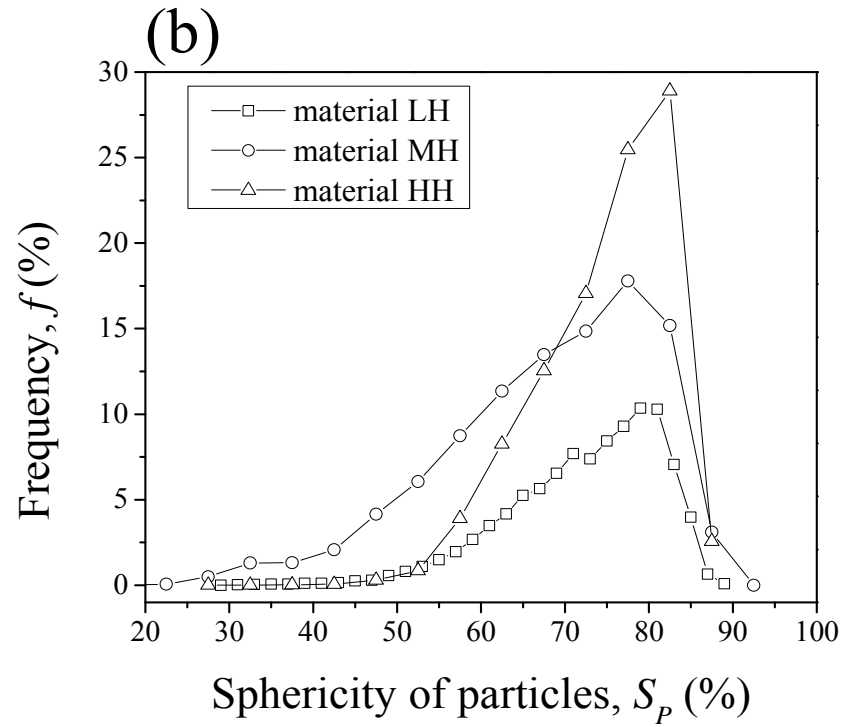 (b)
30
25
20
15
10
5
0
material LH
material MH
material HH
Frequency, f (%)
20 30 40 50 60 70 80 90 100
Sphericity of particles, S_P (%)